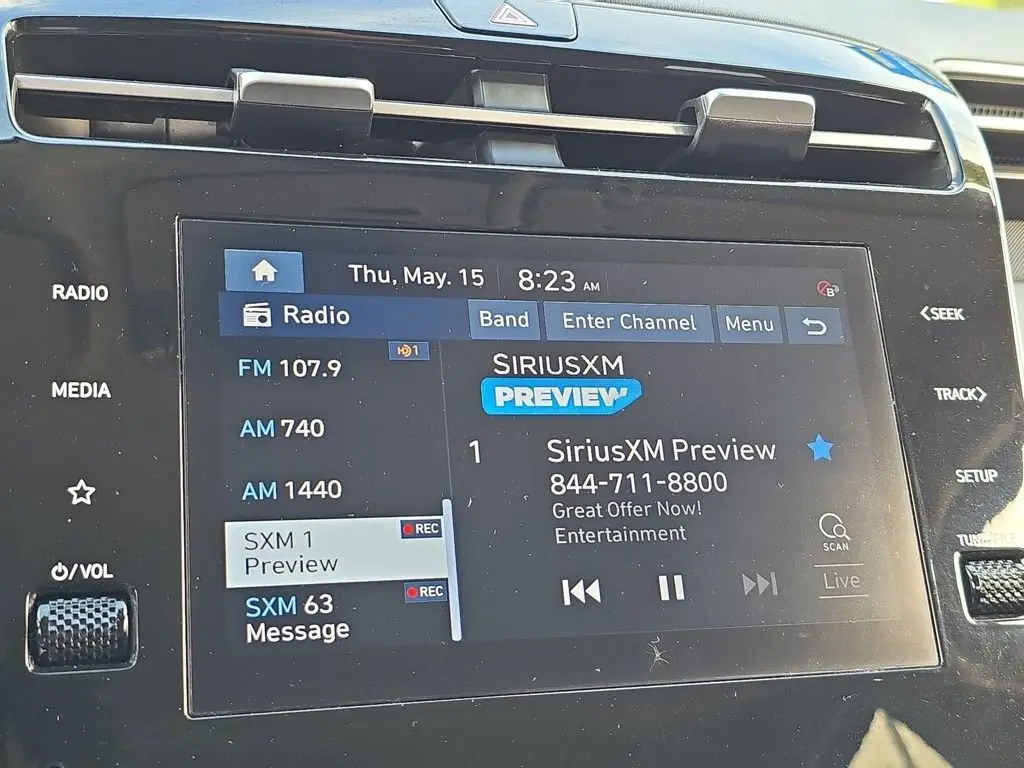 Thu, May. 15 8:23 AM
Radio
Band
Enter Channel
Menu
FM 107.9
HD1
AM 740
AM 1440
SXM 1
REC
Preview
SXM 63
REC
Message
SIRIUSXM
PREVIEW
1
SiriusXM Preview
844-711-8800
Great Offer Now!
Entertainment
SCAN
Live
RADIO
MEDIA
⏻/VOL
<SEEK
TRACK>
SETUP